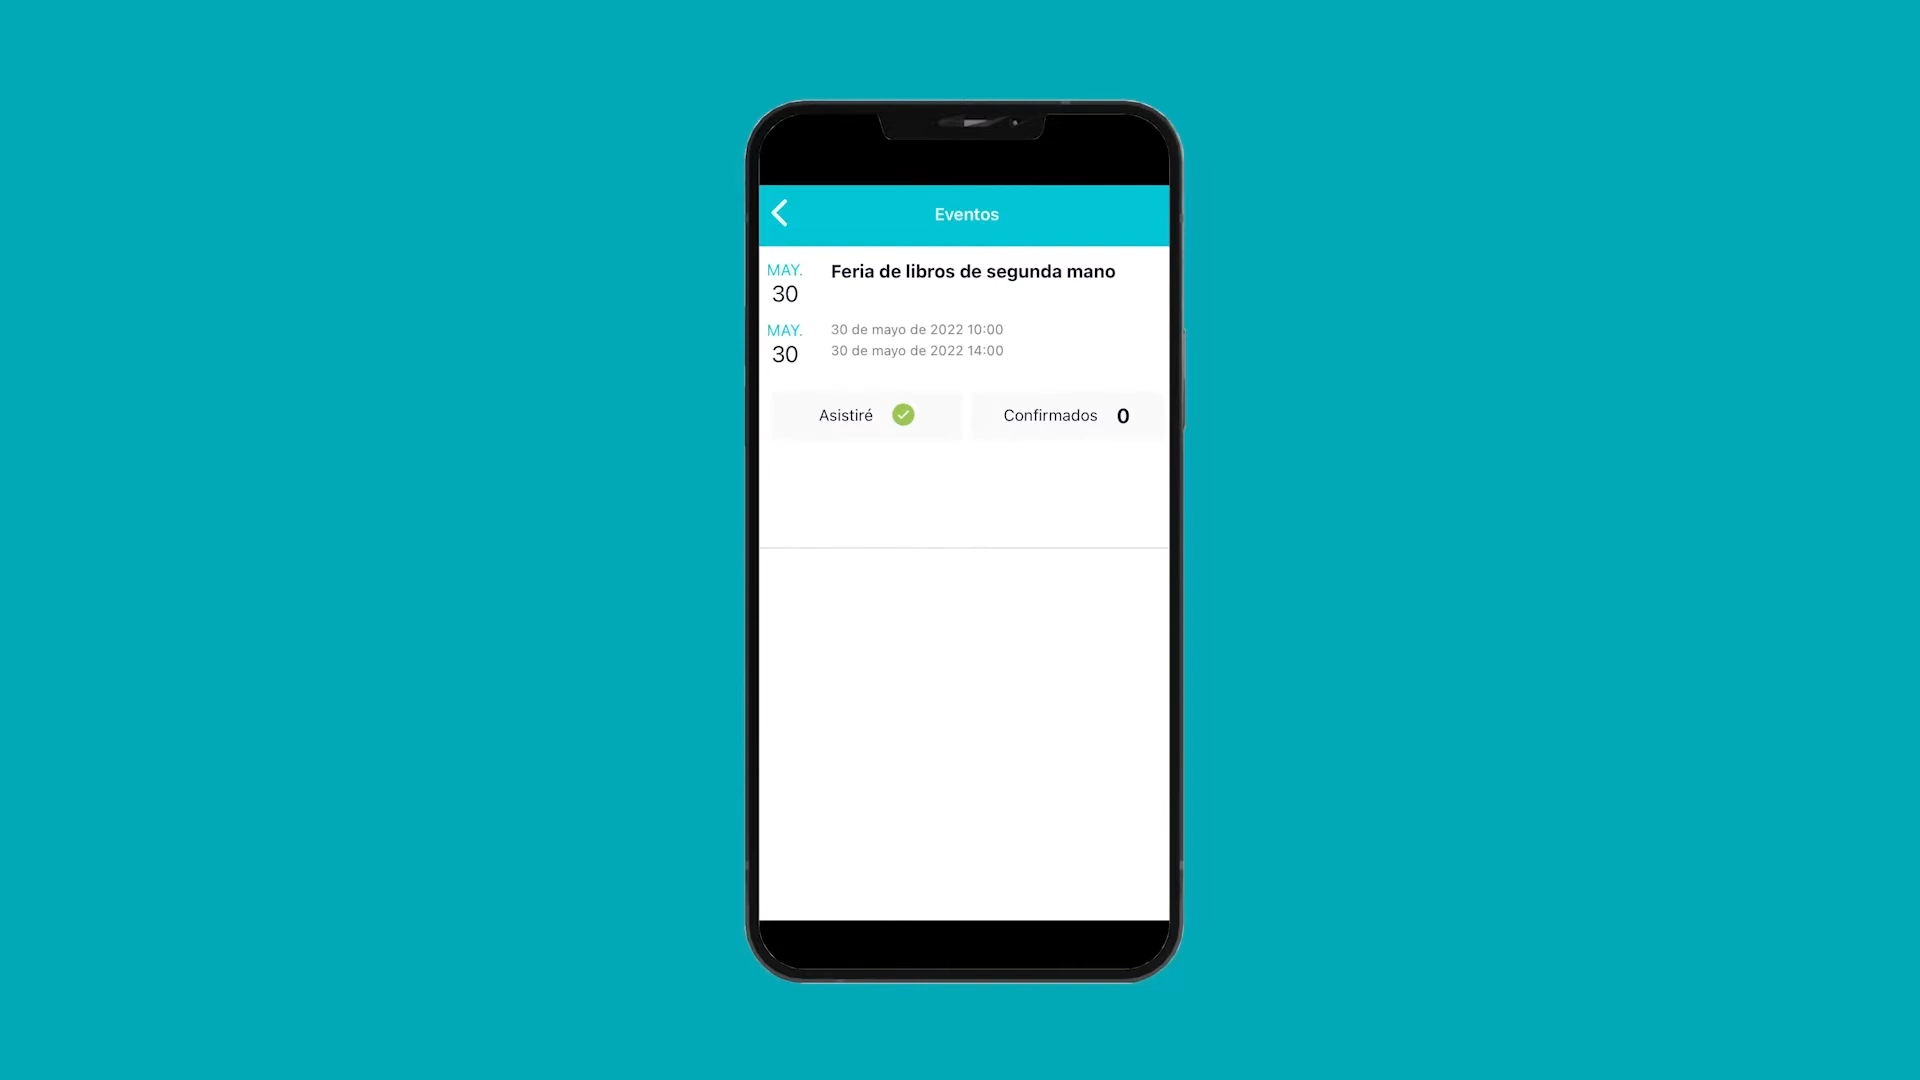 Eventos
MAY.
30
Feria de libros de segunda mano
MAY.
30
30 de mayo de 2022 10:00
30 de mayo de 2022 14:00
Asistiré
Confirmados 0